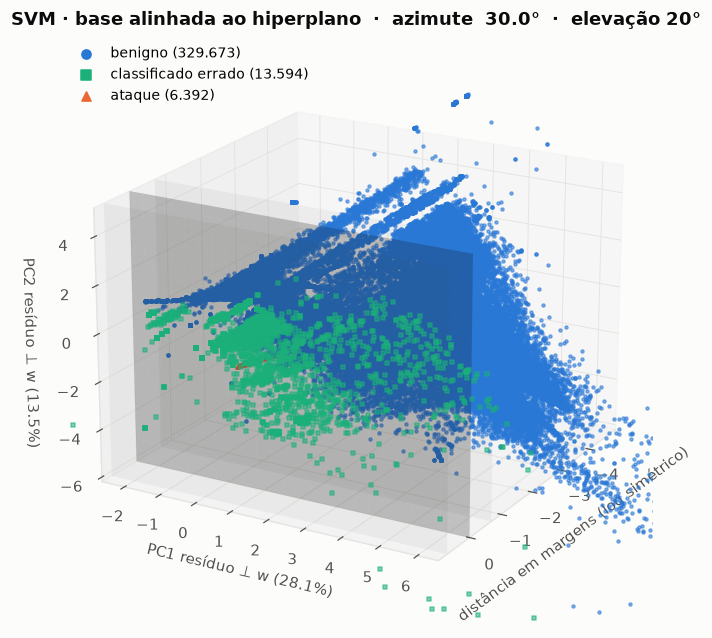 SVM · base alinhada ao hiperplano · azimute 30.0° · elevação 20°
benigno (329.673)
classificado errado (13.594)
ataque (6.392)
4
2
0
−2
−4
−6
PC2 resíduo ⊥ w (13.5%)
−2
−1
0
1
2
3
4
5
6
PC1 resíduo ⊥ w (28.1%)
0
−1
−2
−3
−4
distância em margens (log simétrico)